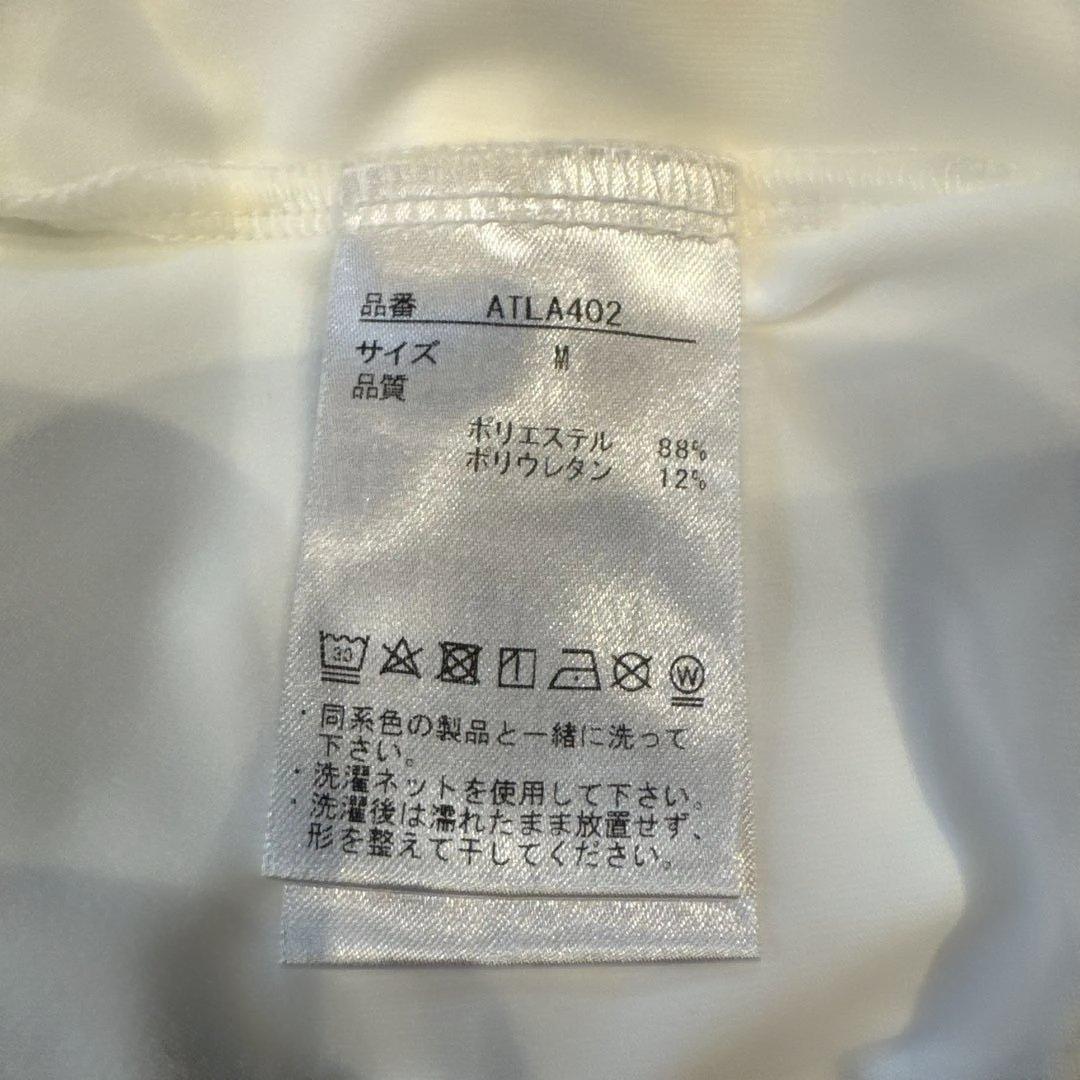 品番 ATLA402
サイズ M
品質
ポリエステル 88%
ポリウレタン 12%
30 W
・同系色の製品と一緒に洗って
下さい。
・洗濯ネットを使用して下さい。
・洗濯後は濡れたまま放置せず、
形を整えて干してください。